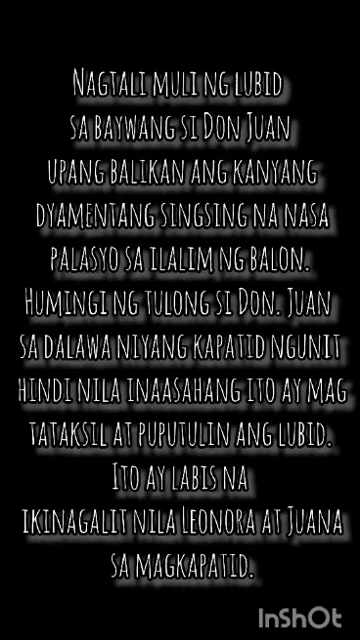 Nagtali muli ng lubid
sa baywang si Don Juan
upang balikan ang kanyang
dyamentang singsing na nasa
palasyo sa ilalim ng balon.
Humingi ng tulong si Don. Juan
sa dalawa niyang kapatid ngunit
hindi nila inaasahang ito ay mag
tataksil at puputulin ang lubid.
Ito ay labis na
ikinagalit nila Leonora at Juana
sa magkapatid.
InShOt